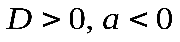 D > 0, a < 0